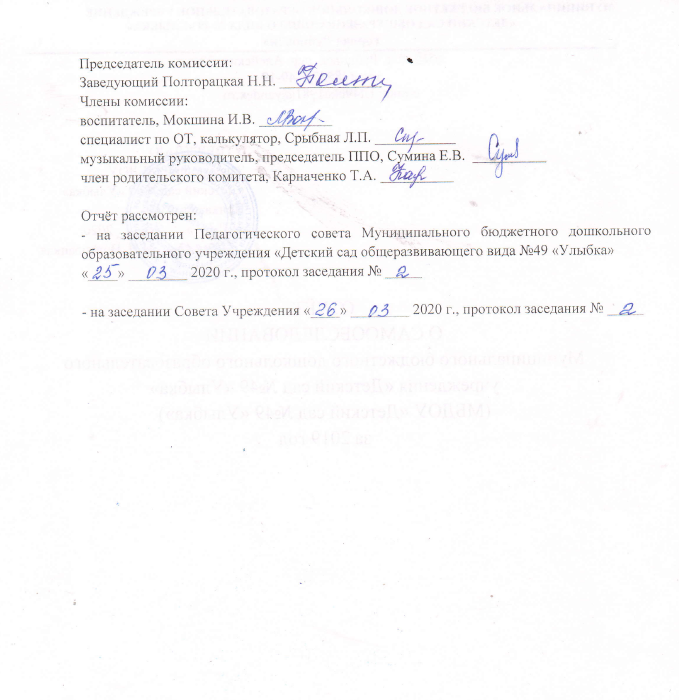 Председатель комиссии:
Заведующий Полторацкая Н.Н.
Члены комиссии:
воспитатель, Мокшина И.В.
специалист по ОТ, калькулятор, Срыбная Л.П.
музыкальный руководитель, председатель ППО, Сумина Е.В.
член родительского комитета, Карначенко Т.А.
Отчёт рассмотрен:
- на заседании Педагогического совета Муниципального бюджетного дошкольного
образовательного учреждения «Детский сад общеразвивающего вида №49 «Улыбка»
«25» 03 2020 г., протокол заседания № 2
- на заседании Совета Учреждения «26» 03 2020 г., протокол заседания № 2